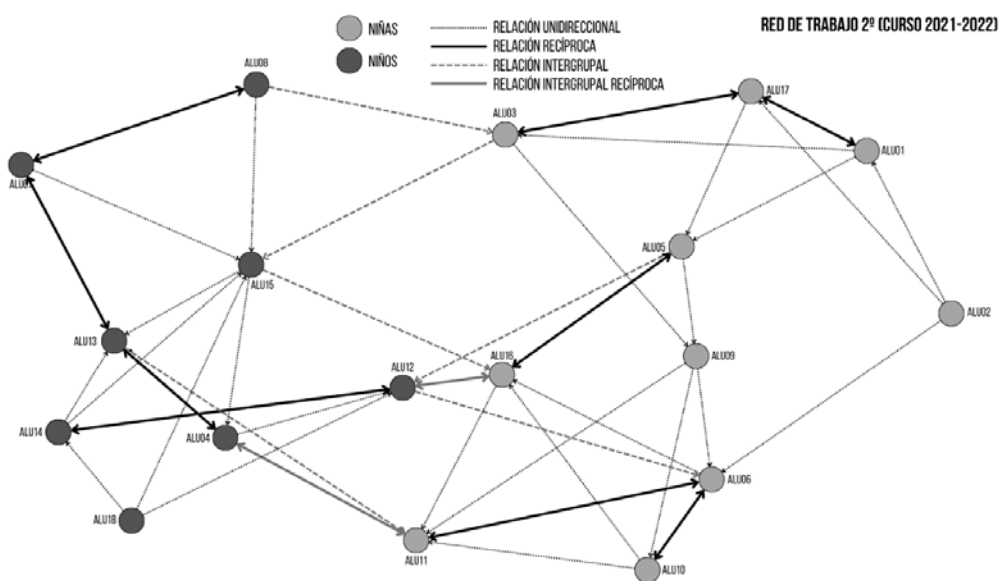 NIÑAS
NIÑOS
RELACIÓN UNIDIRECCIONAL
RELACIÓN RECÍPROCA
RELACIÓN INTERGRUPAL
RELACIÓN INTERGRUPAL RECÍPROCA
RED DE TRABAJO 2º (CURSO 2021-2022)
ALU08
ALU17
ALU03
ALU01
ALU05
ALU15
ALU02
ALU13
ALU09
ALU16
ALU12
ALU14
ALU04
ALU06
ALU18
ALU11
ALU10